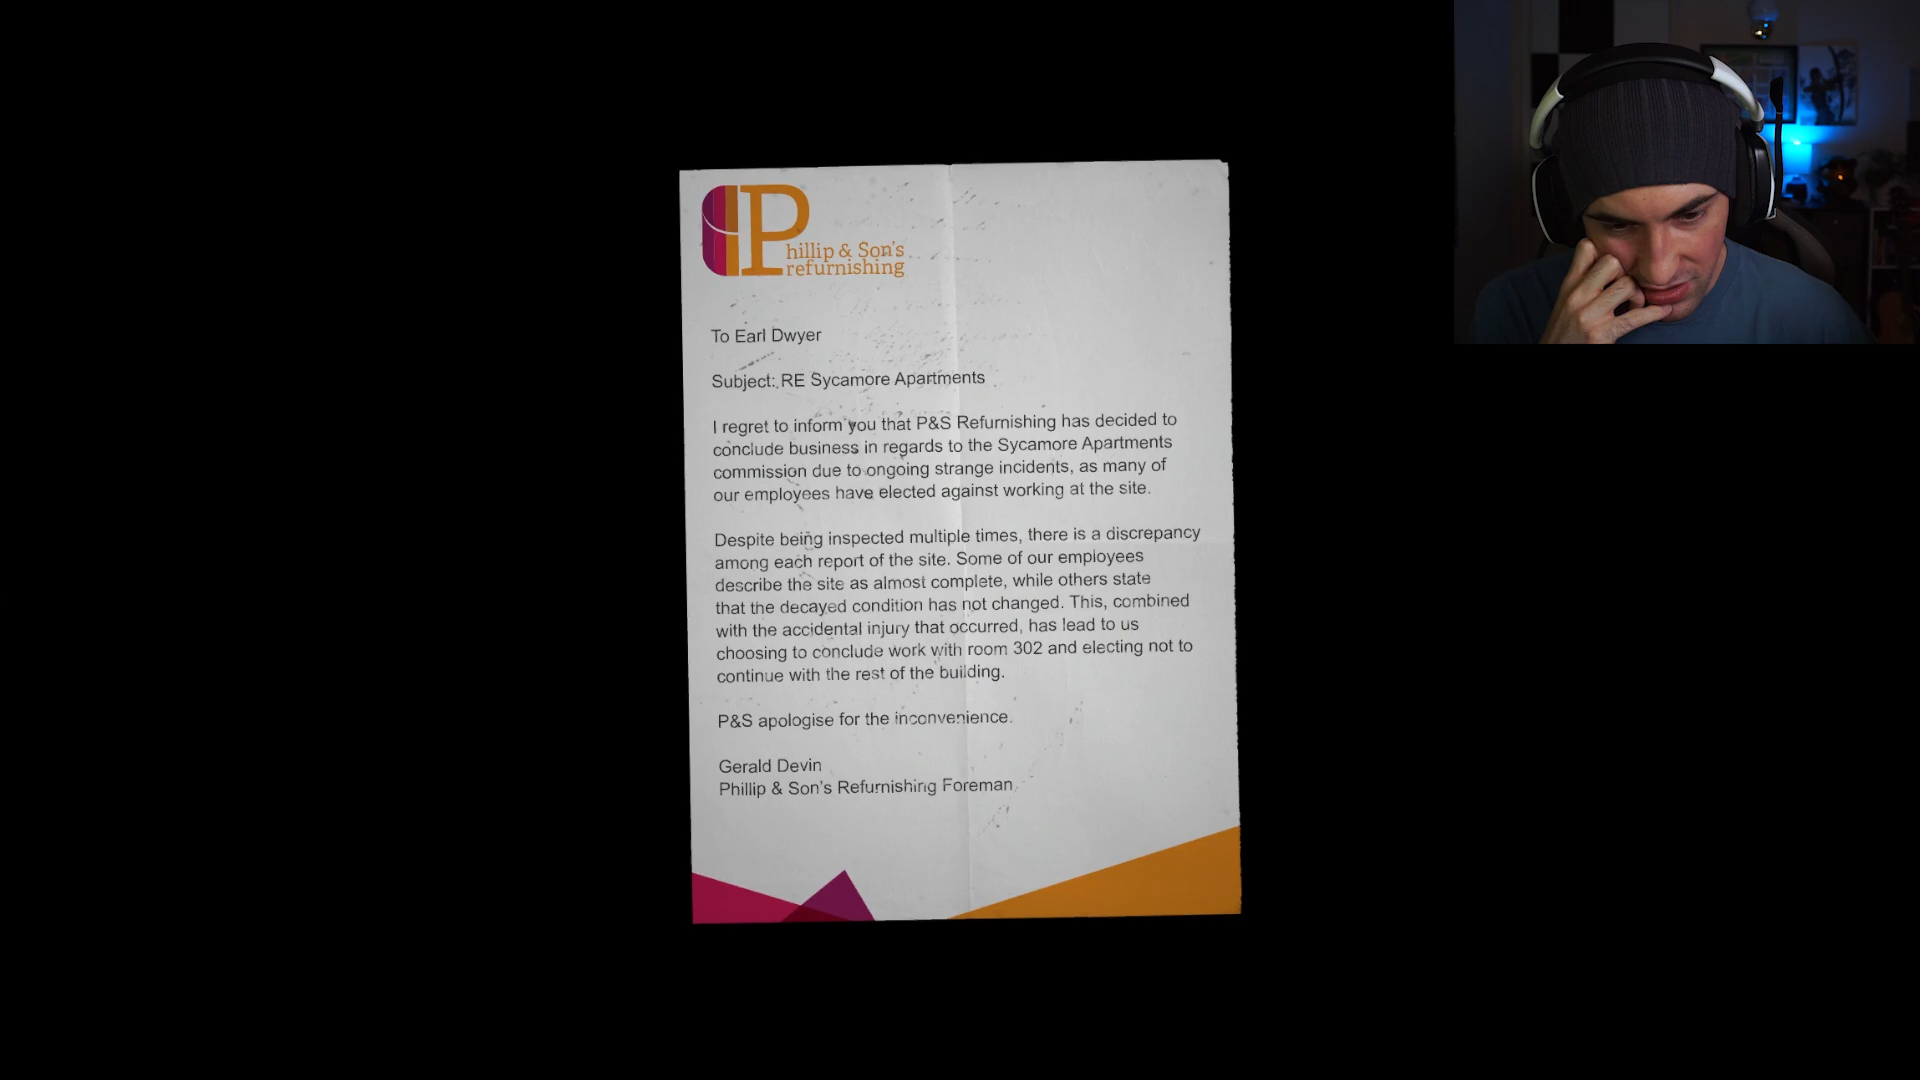 Phillip & Son's
refurnishing
To Earl Dwyer
Subject: RE Sycamore Apartments
I regret to inform you that P&S Refurnishing has decided to
conclude business in regards to the Sycamore Apartments
commission due to ongoing strange incidents, as many of
our employees have elected against working at the site.
Despite being inspected multiple times, there is a discrepancy
among each report of the site. Some of our employees
describe the site as almost complete, while others state
that the decayed condition has not changed. This, combined
with the accidental injury that occurred, has lead to us
choosing to conclude work with room 302 and electing not to
continue with the rest of the building.
P&S apologise for the inconvenience.
Gerald Devin
Phillip & Son's Refurnishing Foreman